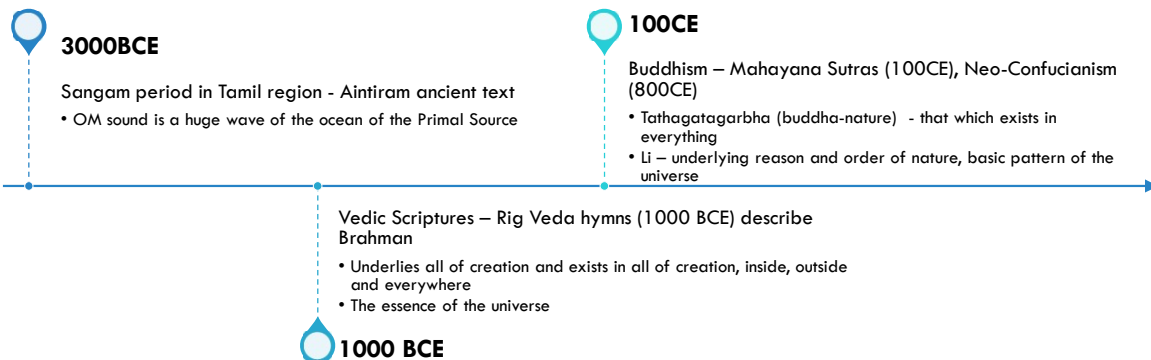 3000BCE
Sangam period in Tamil region - Aintiram ancient text
• OM sound is a huge wave of the ocean of the Primal Source
100CE
Buddhism – Mahayana Sutras (100CE), Neo-Confucianism
(800CE)
• Tathagatagarbha (buddha-nature) - that which exists in
everything
• Li – underlying reason and order of nature, basic pattern of the
universe
Vedic Scriptures – Rig Veda hymns (1000 BCE) describe
Brahman
• Underlies all of creation and exists in all of creation, inside, outside
and everywhere
• The essence of the universe
1000 BCE